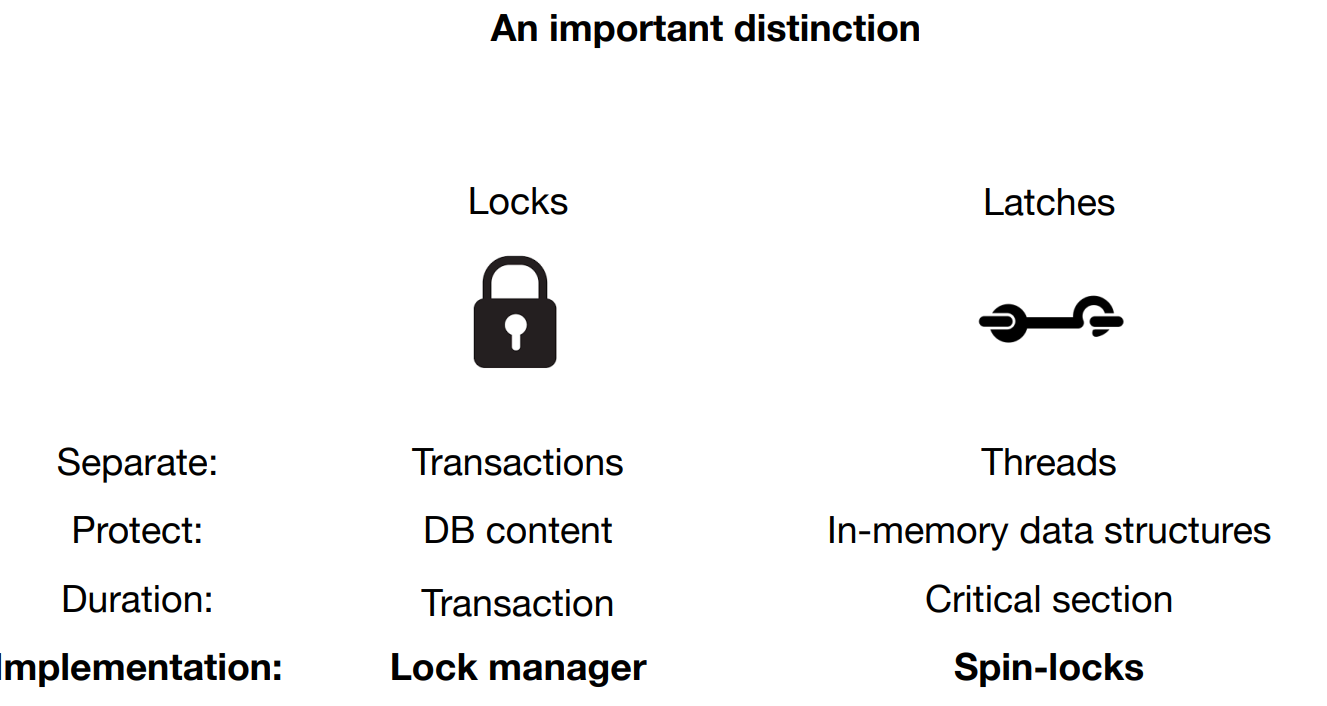 An important distinction
Locks Latches
Separate: Transactions Threads
Protect: DB content In-memory data structures
Duration: Transaction Critical section
Implementation: Lock manager Spin-locks